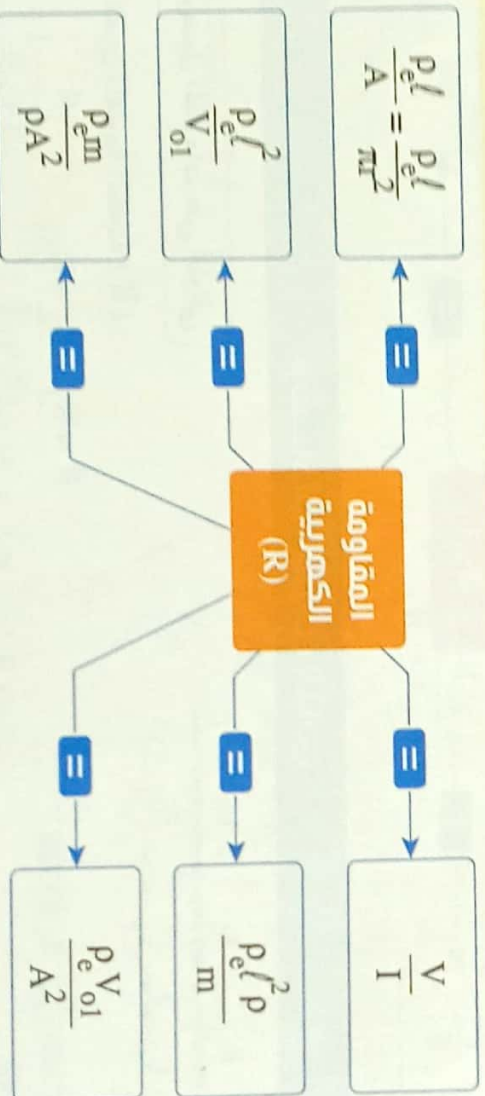 المقاومة
الكهربية
(R)
=
V/I
=
ρₑℓ/A = ρₑℓ/πr²
=
ρₑℓ²ρ/m
=
ρₑℓ²/Vₒₗ
=
ρₑVₒₗ/A²
=
ρₑm/ρA²